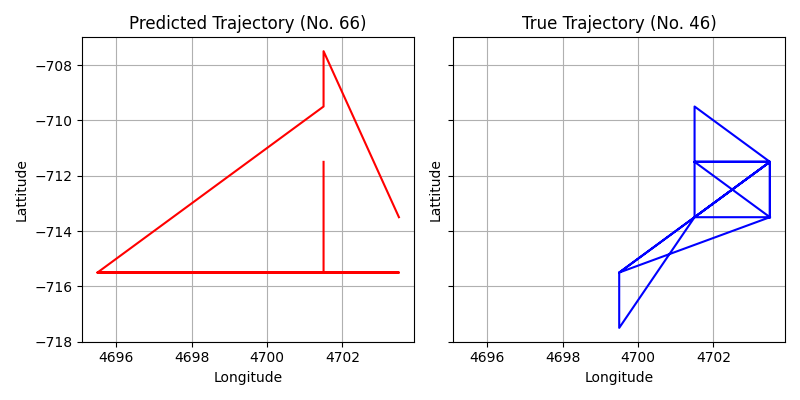 Predicted Trajectory (No. 66)
True Trajectory (No. 46)
−708
−710
−712
−714
−716
−718
Lattitude
Lattitude
4696 4698 4700 4702
4696 4698 4700 4702
Longitude
Longitude